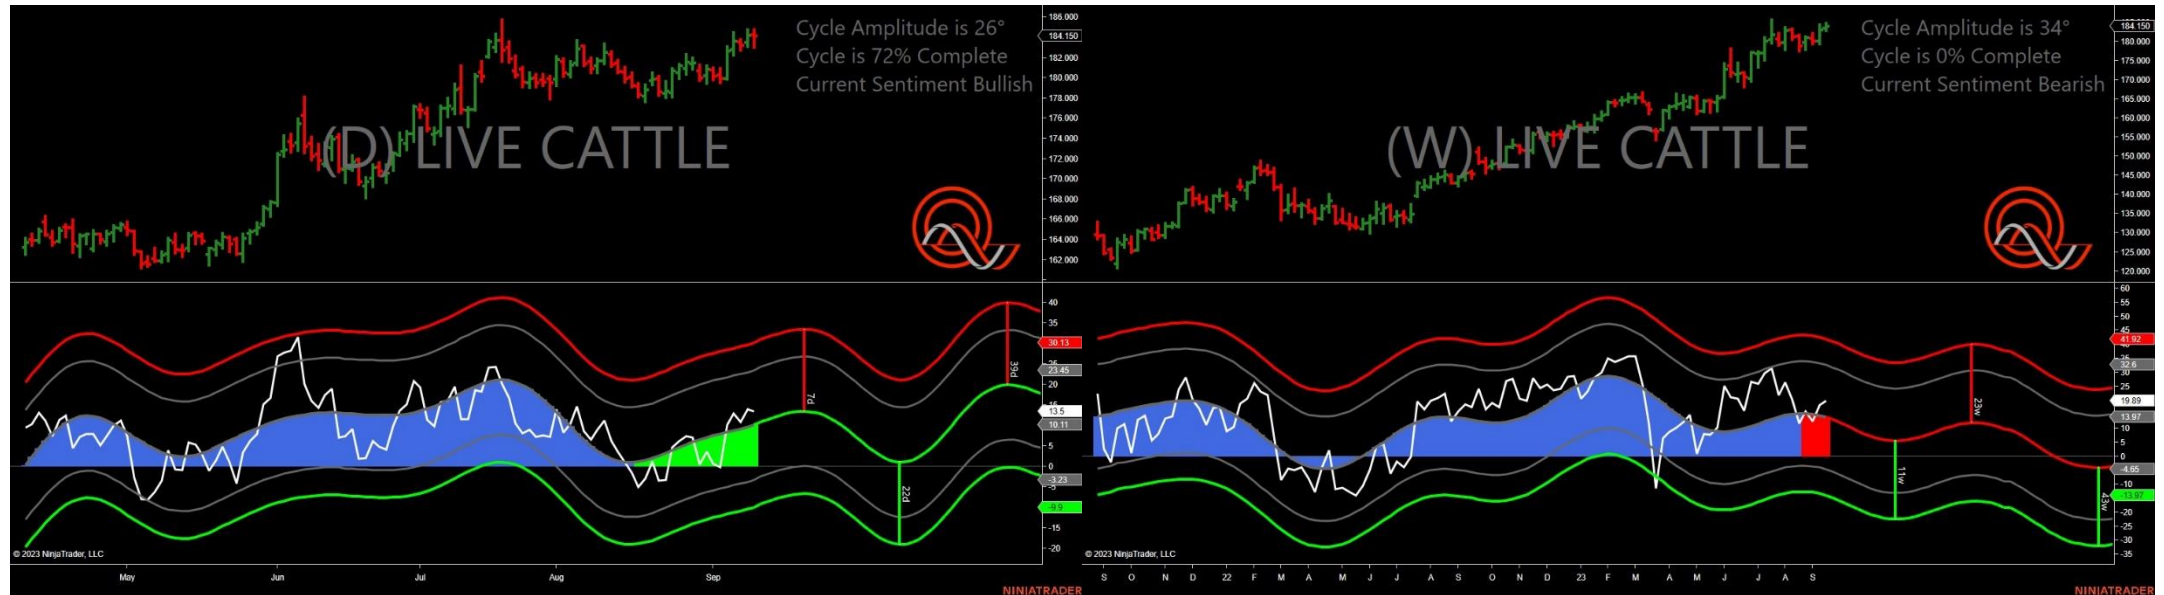 Cycle Amplitude is 26°
Cycle is 72% Complete
Current Sentiment Bullish
(D) LIVE CATTLE
186.000
184.150
182.000
180.000
178.000
176.000
174.000
172.000
170.000
168.000
166.000
164.000
162.000
40
35
30.13
23.45
20
13.5
10.11
5
0
-3.23
-9.9
-15
-20
7d
22d
39d
© 2023 NinjaTrader, LLC
May Jun Jul Aug Sep
NINJATRADER
Cycle Amplitude is 34°
Cycle is 0% Complete
Current Sentiment Bearish
(W) LIVE CATTLE
184.150
180.000
175.000
170.000
165.000
160.000
155.000
150.000
145.000
140.000
135.000
130.000
125.000
120.000
60
55
50
45
41.92
32.6
25
19.89
13.97
10
5
0
-4.65
-10
-13.97
-20
-25
-30
-35
23w
11w
43w
© 2023 NinjaTrader, LLC
S O N D 22 F M A M J J A S O N D 23 F M A M J J A S
NINJATRADER